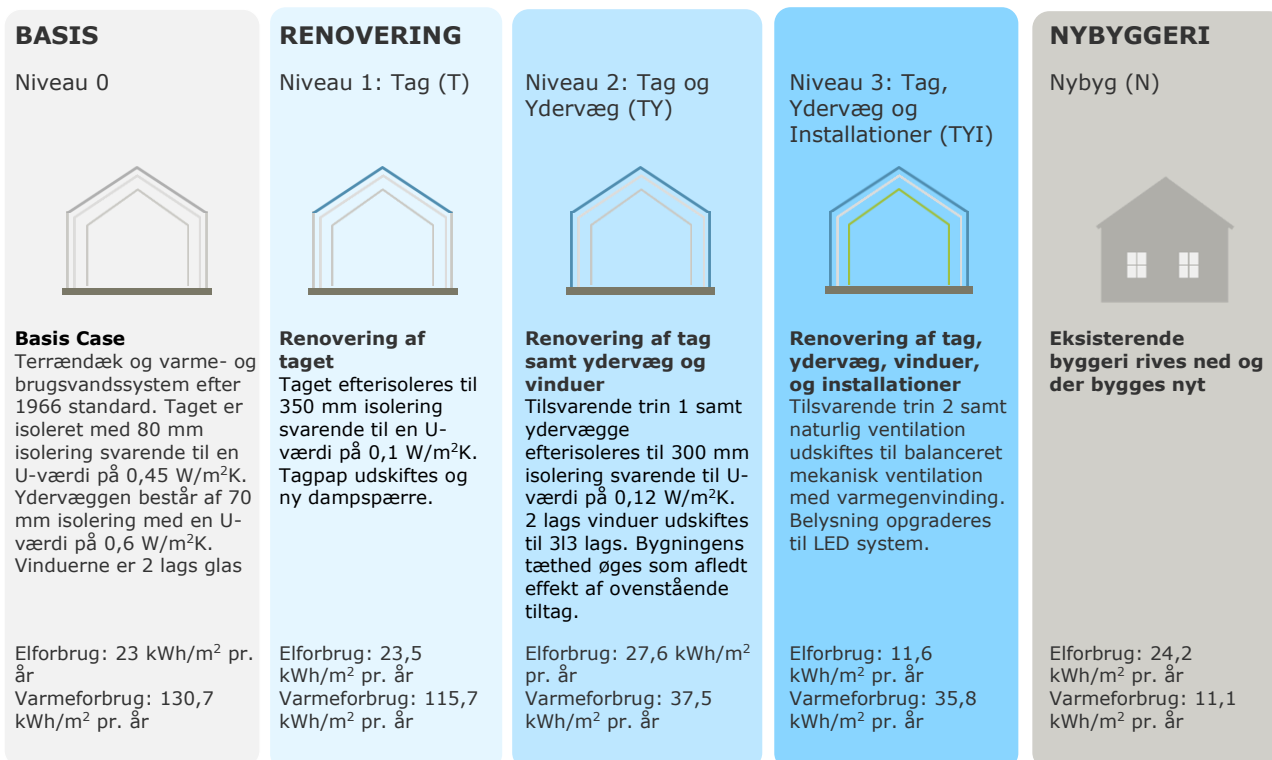 BASIS
Niveau 0
Basis Case
Terrændæk og varme- og
brugsvandssystem efter
1966 standard. Taget er
isoleret med 80 mm
isolering svarende til en
U-værdi på 0,45 W/m²K.
Ydervæggen består af 70
mm isolering med en U-
værdi på 0,6 W/m²K.
Vinduerne er 2 lags glas
Elforbrug: 23 kWh/m² pr.
år
Varmeforbrug: 130,7
kWh/m² pr. år
RENOVERING
Niveau 1: Tag (T)
Renovering af
taget
Taget efterisoleres til
350 mm isolering
svarende til en U-
værdi på 0,1 W/m²K.
Tagpap udskiftes og
ny dampspærre.
Elforbrug: 23,5
kWh/m² pr. år
Varmeforbrug: 115,7
kWh/m² pr. år
Niveau 2: Tag og
Ydervæg (TY)
Renovering af tag
samt ydervæg og
vinduer
Tilsvarende trin 1 samt
ydervægge
efterisoleres til 300 mm
isolering svarende til U-
værdi på 0,12 W/m²K.
2 lags vinduer udskiftes
til 3l3 lags. Bygningens
tæthed øges som afledt
effekt af ovenstående
tiltag.
Elforbrug: 27,6 kWh/m²
pr. år
Varmeforbrug: 37,5
kWh/m² pr. år
Niveau 3: Tag,
Ydervæg og
Installationer (TYI)
Renovering af tag,
ydervæg, vinduer,
og installationer
Tilsvarende trin 2 samt
naturlig ventilation
udskiftes til balanceret
mekanisk ventilation
med varmegenvinding.
Belysning opgraderes
til LED system.
Elforbrug: 11,6
kWh/m² pr. år
Varmeforbrug: 35,8
kWh/m² pr. år
NYBYGGERI
Nybyg (N)
Eksisterende
byggeri rives ned og
der bygges nyt
Elforbrug: 24,2
kWh/m² pr. år
Varmeforbrug: 11,1
kWh/m² pr. år